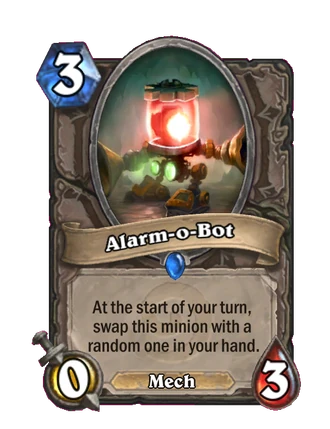 3
Alarm-o-Bot
At the start of your turn,
swap this minion with a
random one in your hand.
0
Mech
3